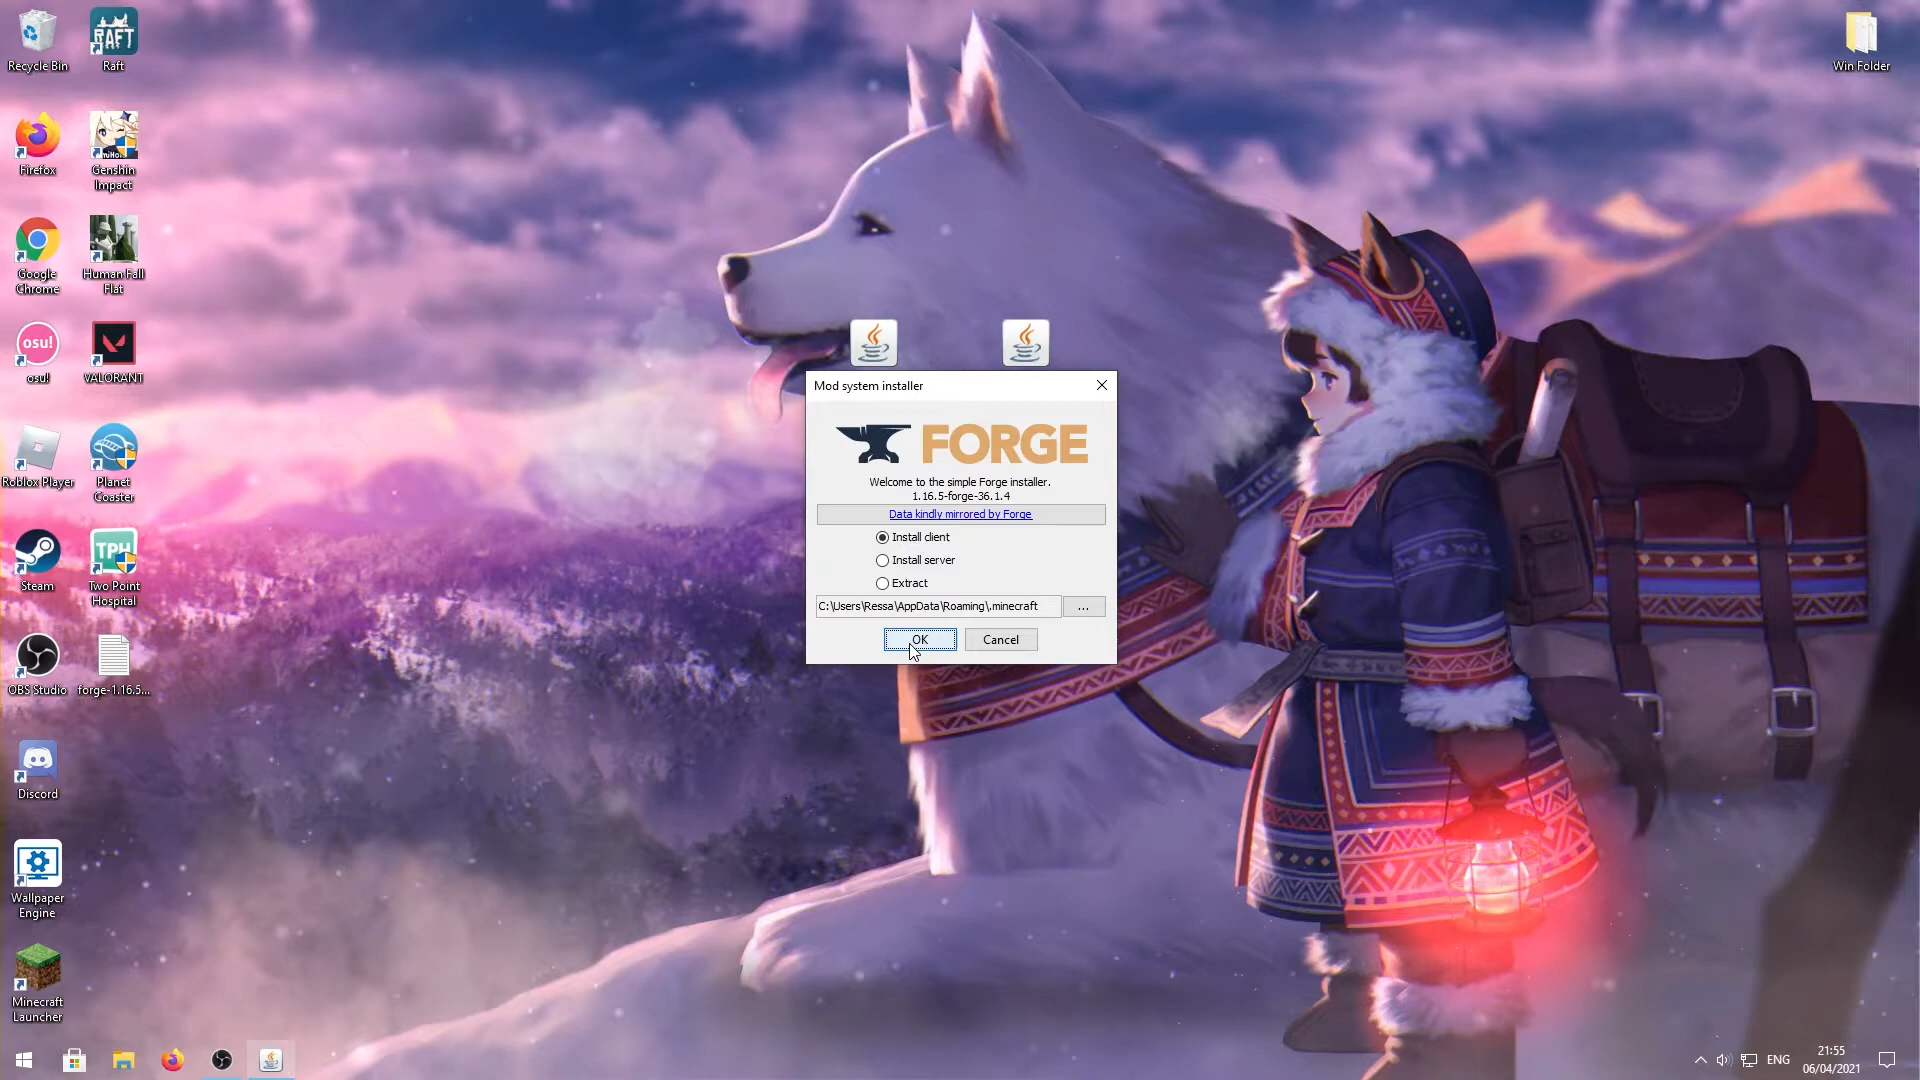 Recycle Bin
RAFT
Raft
Firefox
Genshin
Impact
Google
Chrome
Human Fall
Flat
osu!
osu!
VALORANT
Roblox Player
Planet
Coaster
Steam
TPH
Two Point
Hospital
OBS Studio
forge-1.16.5...
Discord
Wallpaper
Engine
Minecraft
Launcher
Win Folder
Mod system installer
FORGE
Welcome to the simple Forge installer.
1.16.5-forge-36.1.4
Data kindly mirrored by Forge
Install client
Install server
Extract
C:\Users\Ressa\AppData\Roaming\.minecraft
...
OK
Cancel
ENG
21:55
06/04/2021